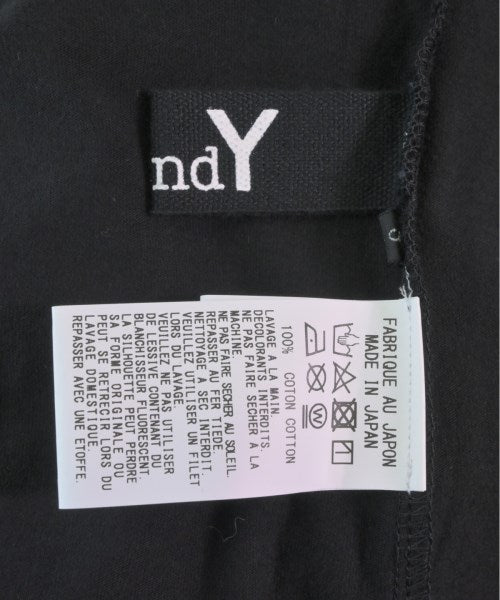 ndY
FABRIQUE AU JAPON
MADE IN JAPAN
100% COTON COTTON
LAVAGE A LA MAIN.
DECOLORANTS INTERDITS.
NE PAS FAIRE SECHER A LA
MACHINE.
NE PAS FAIRE SECHER AU SOLEIL.
REPASSER AU FER TIEDE.
NETTOYAGE A SEC INTERDIT.
VEUILLEZ UTILISER UN FILET
LORS DU LAVAGE.
VEUILLEZ NE PAS UTILISER
DE LESSIVE CONTENANT DU
BLANCHISSEUR FLUORESCENT.
LA SILHOUETTE PEUT PERDRE
SA FORME ORIGINALE OU
PEUT SE RETRECIR LORS DU
LAVAGE DOMESTIQUE.
REPASSER AVEC UNE ETOFFE.